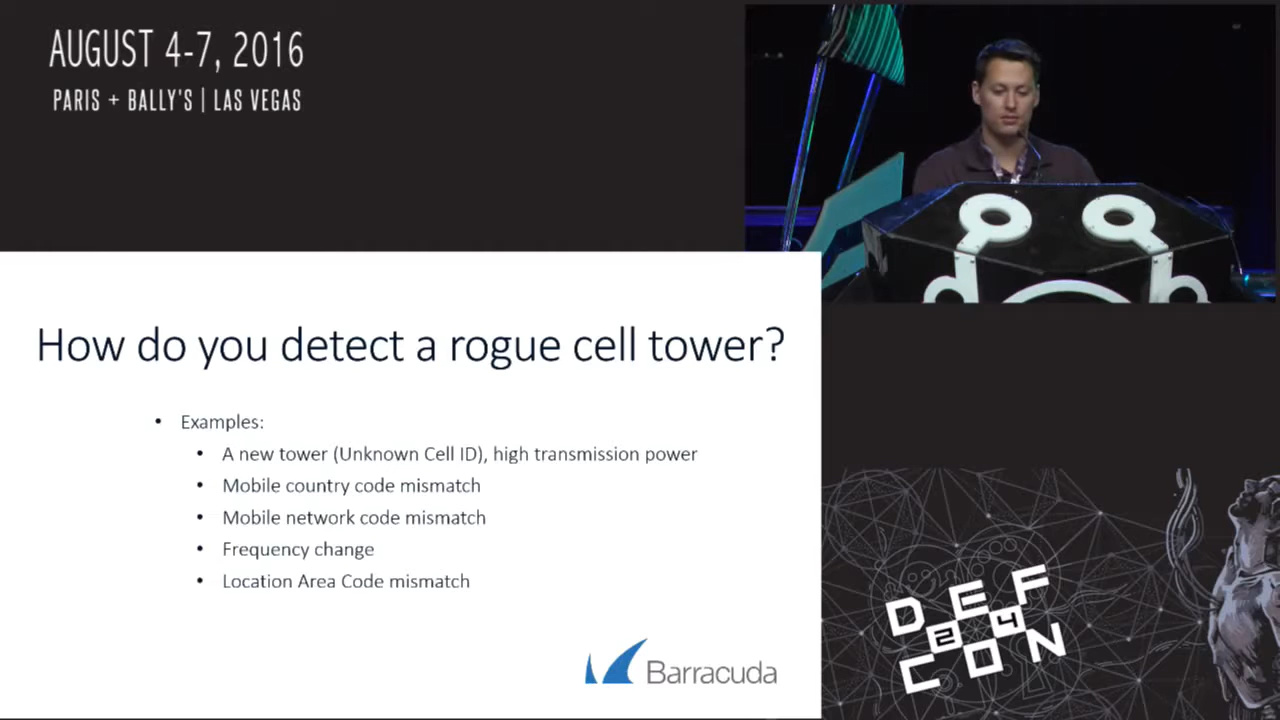 AUGUST 4-7, 2016
PARIS + BALLY'S | LAS VEGAS
How do you detect a rogue cell tower?
• Examples:
• A new tower (Unknown Cell ID), high transmission power
• Mobile country code mismatch
• Mobile network code mismatch
• Frequency change
• Location Area Code mismatch
Barracuda
DEF
24
CON